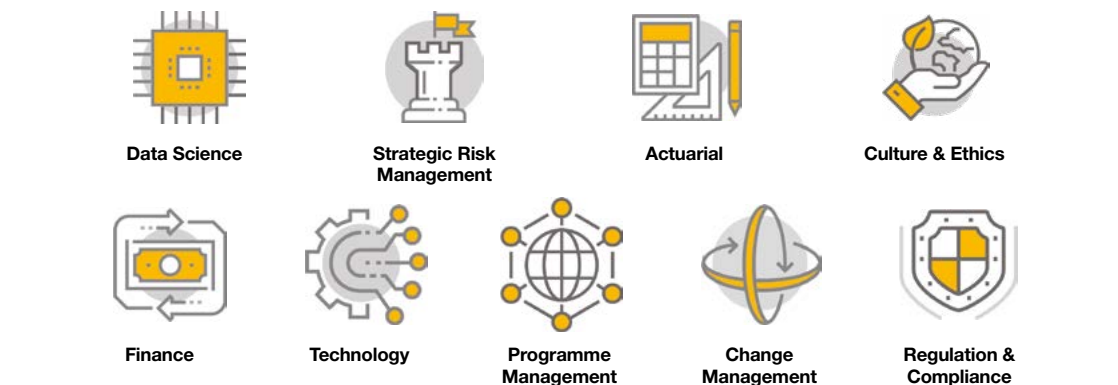 Data Science
Strategic Risk
Management
Actuarial
Culture & Ethics
Finance
Technology
Programme
Management
Change
Management
Regulation &
Compliance